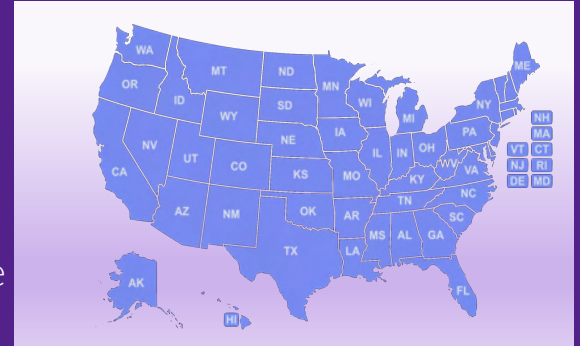 WA
MT
ND
MN
ME
OR
ID
WY
SD
WI
MI
NY
NH
MA
VT CT
NJ RI
DE MD
NV
UT
CO
NE
IA
IL
IN
OH
PA
CA
KS
MO
KY
WV
VA
AZ
NM
OK
AR
TN
NC
SC
TX
LA
MS
AL
GA
FL
AK
HI
e